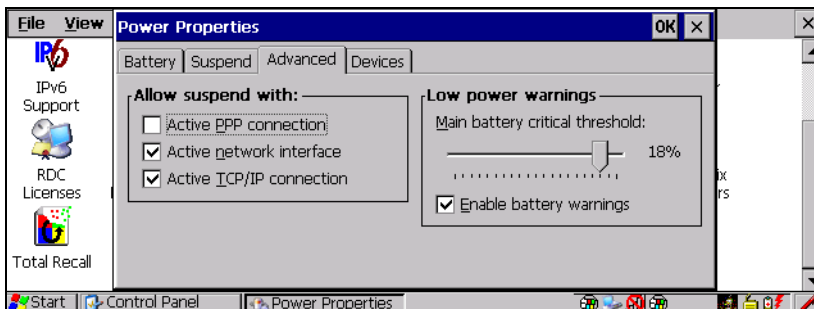 File View
Power Properties
OK
Battery Suspend Advanced Devices
IPv6
Support
RDC
Licenses
Total Recall
Allow suspend with:
Active PPP connection
Active network interface
Active TCP/IP connection
Low power warnings
Main battery critical threshold:
18%
Enable battery warnings
Start Control Panel Power Properties